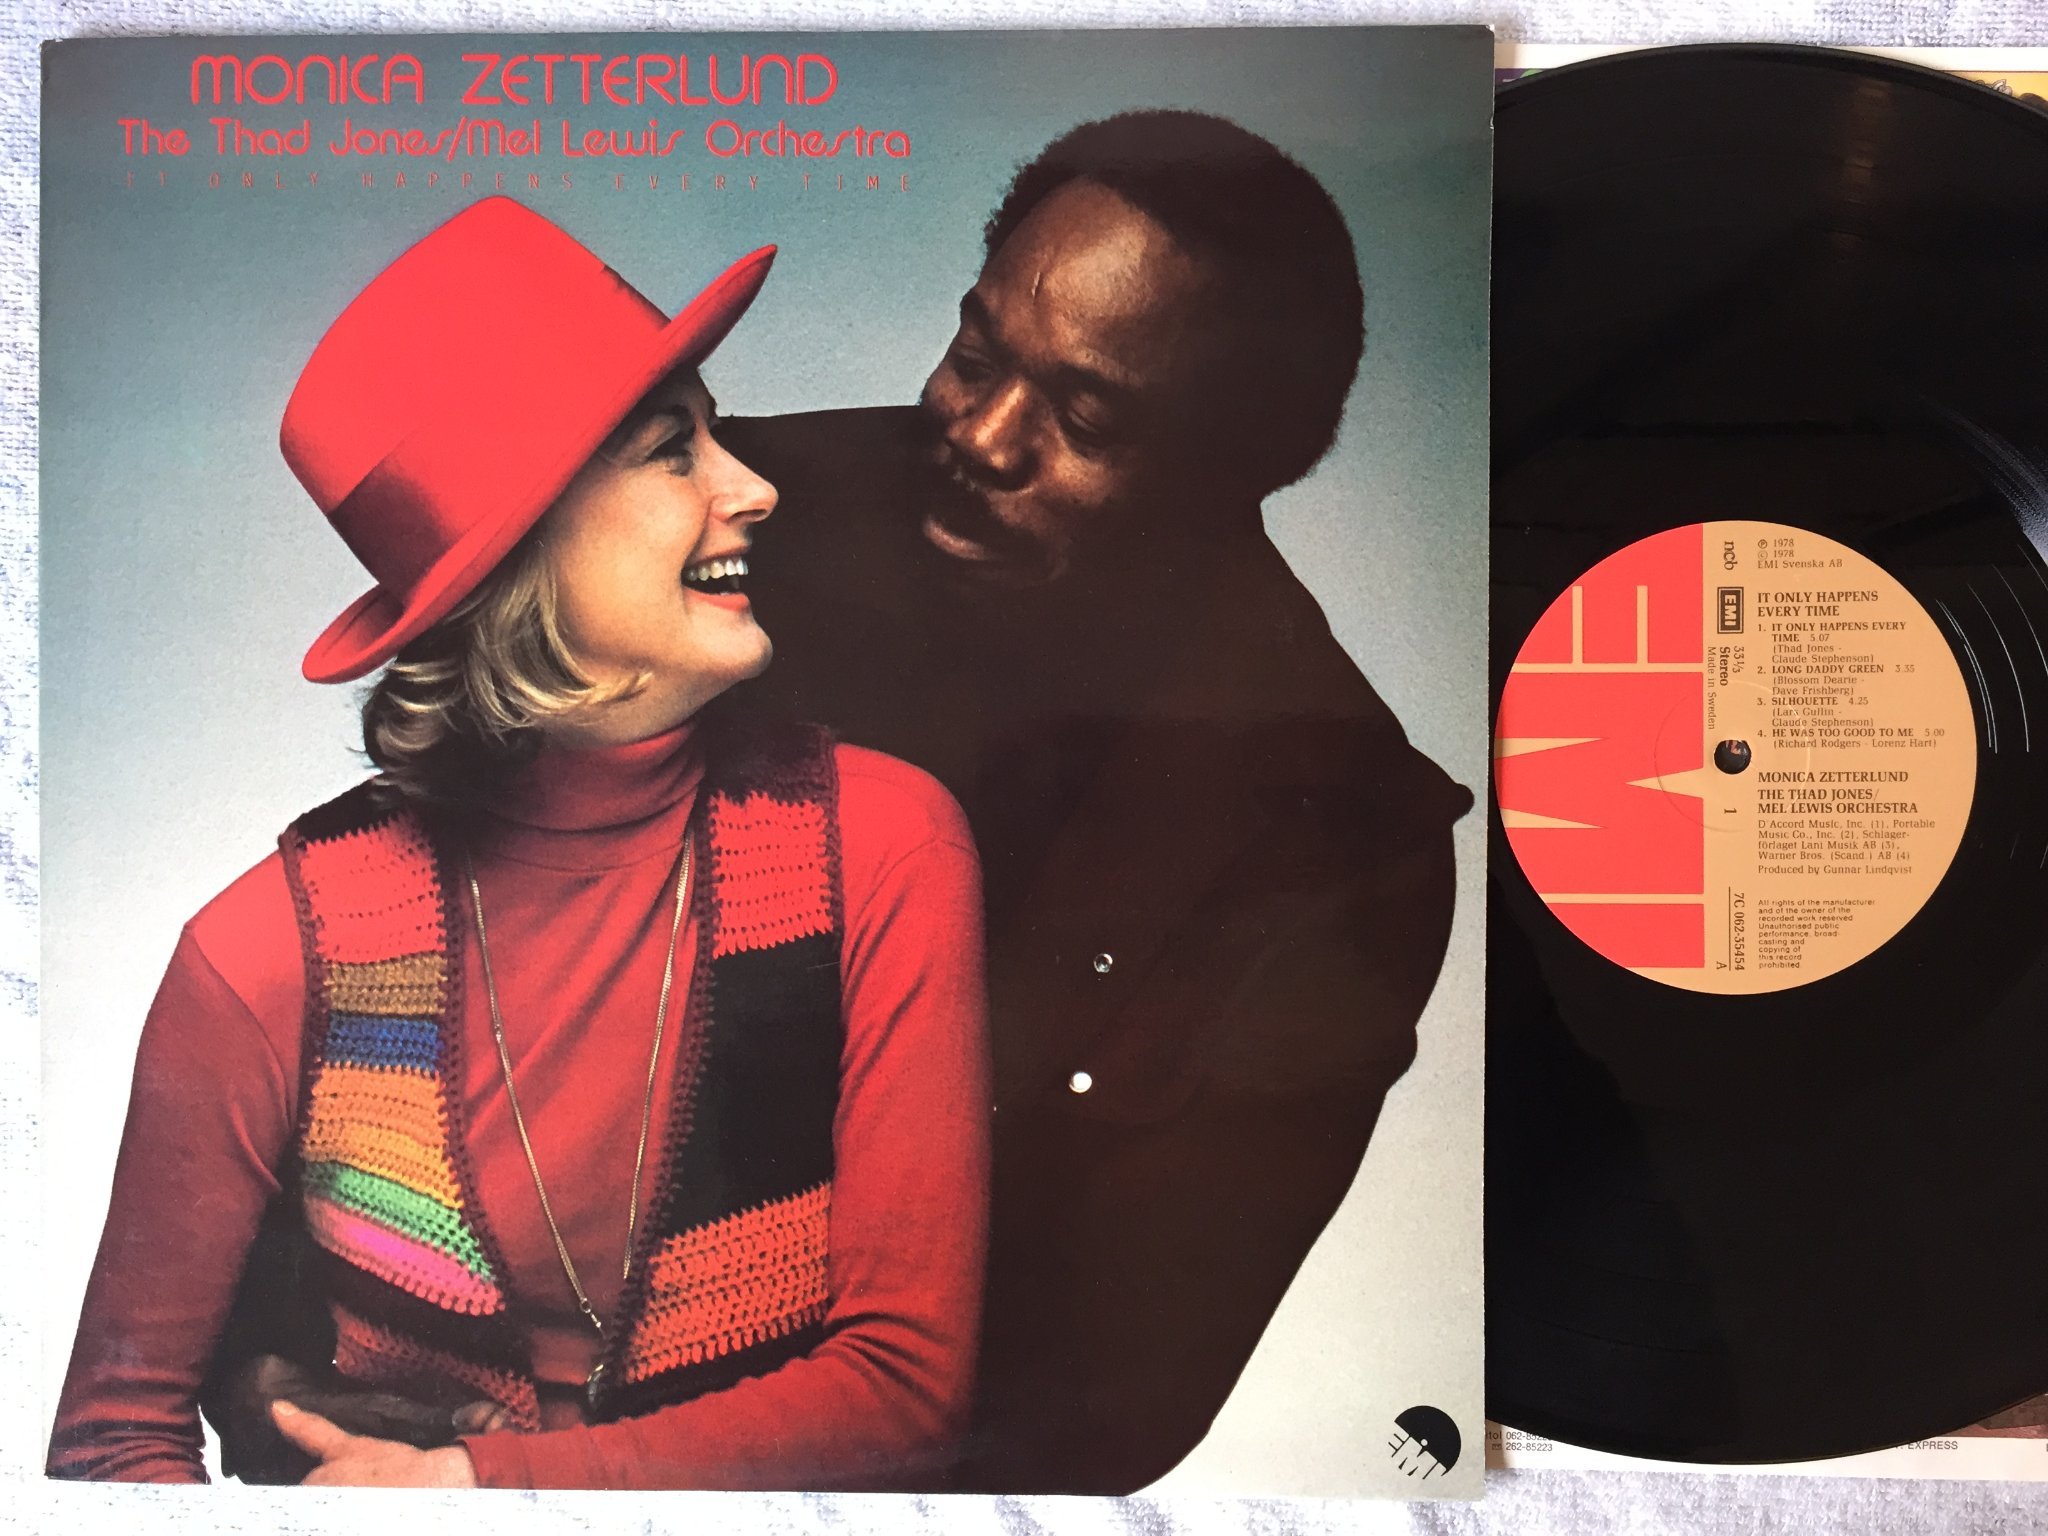 MONICA ZETTERLUND
The Thad Jones/Mel Lewis Orchestra
IT ONLY HAPPENS EVERY TIME
EMI
EMI
ncb
℗ 1978
© 1978
EMI Svenska AB
EMI
33⅓
Stereo
Made in Sweden
IT ONLY HAPPENS
EVERY TIME
1. IT ONLY HAPPENS EVERY
TIME 5.07
(Thad Jones -
Claude Stephenson)
2. LONG DADDY GREEN 3.35
(Blossom Dearie -
Dave Frishberg)
3. SILHOUETTE 4.25
(Lars Gullin -
Claude Stephenson)
4. HE WAS TOO GOOD TO ME 5.00
(Richard Rodgers - Lorenz Hart)
1
MONICA ZETTERLUND
THE THAD JONES/
MEL LEWIS ORCHESTRA
D'Accord Music, Inc. (1), Portable
Music Co., Inc. (2), Schlager-
förlaget Lani Musik AB (3),
Warner Bros. (Scand.) AB (4)
Produced by Gunnar Lindqvist
7C 062-35454
A
All rights of the manufacturer
and of the owner of the
recorded work reserved
Unauthorised public
performance, broad-
casting and
copying of
this record
prohibited
262-85223
EXPRESS